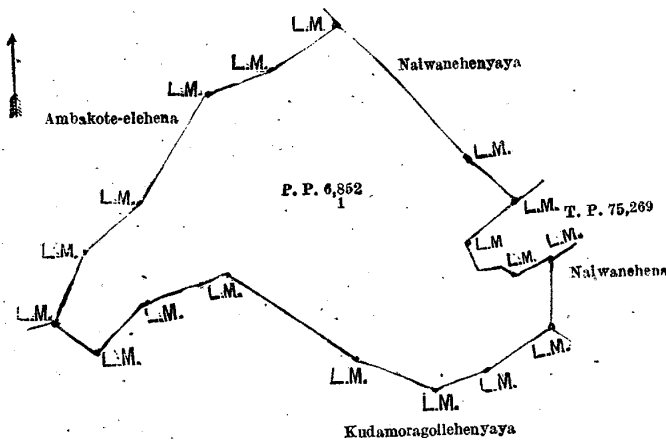 L.M.
Nalwanehenyaya
L.M.
L.M.
Ambakote-elehena
L.M.
P. P. 6,852
1
L.M.
L.M. T. P. 75,269
L.M
L.M.
L.M.
L.M.
Nalwanehena
L.M.
L.M.
L.M.
L.M.
L.M.
L.M.
L.M.
L.M.
Kudamoragollehenyaya